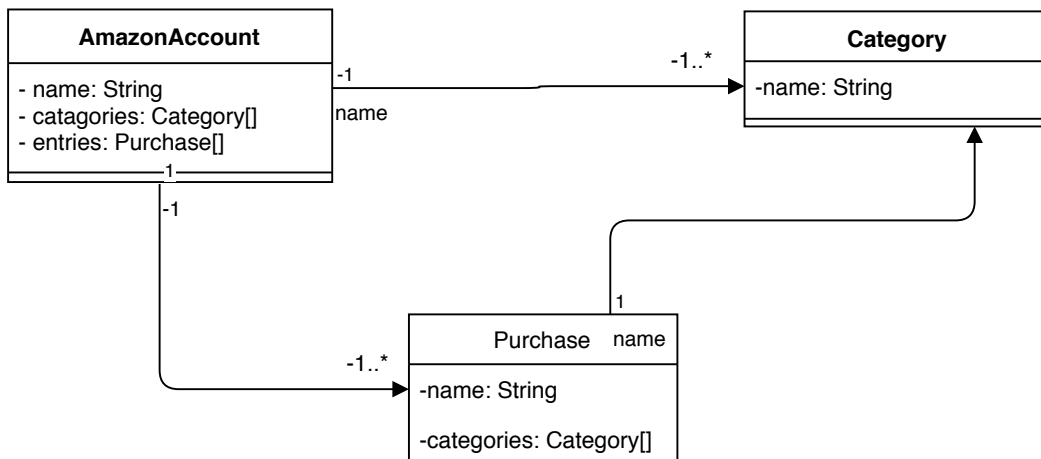 AmazonAccount
- name: String
- catagories: Category[]
- entries: Purchase[]
1
-1
name
-1..*
Category
-name: String
-1
-1..*
1
Purchase
name
-name: String
-categories: Category[]